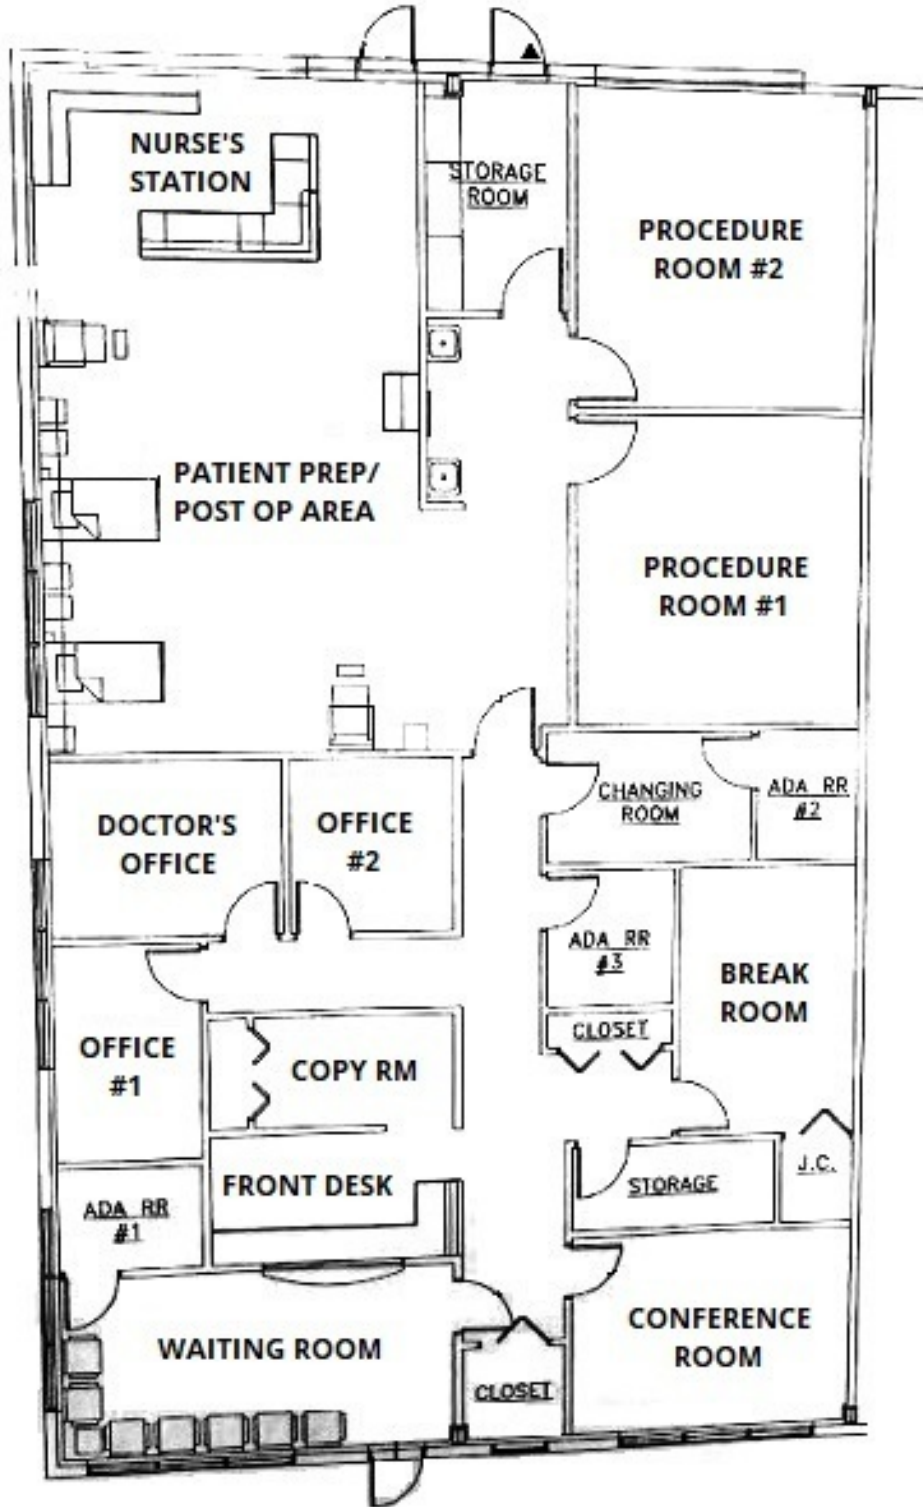 NURSE'S
STATION
STORAGE
ROOM
PROCEDURE
ROOM #2
PATIENT PREP/
POST OP AREA
PROCEDURE
ROOM #1
DOCTOR'S
OFFICE
OFFICE
#2
CHANGING
ROOM
ADA RR
#2
ADA RR
#3
BREAK
ROOM
OFFICE
#1
COPY RM
CLOSET
FRONT DESK
STORAGE
J.C.
ADA RR
#1
WAITING ROOM
CLOSET
CONFERENCE
ROOM